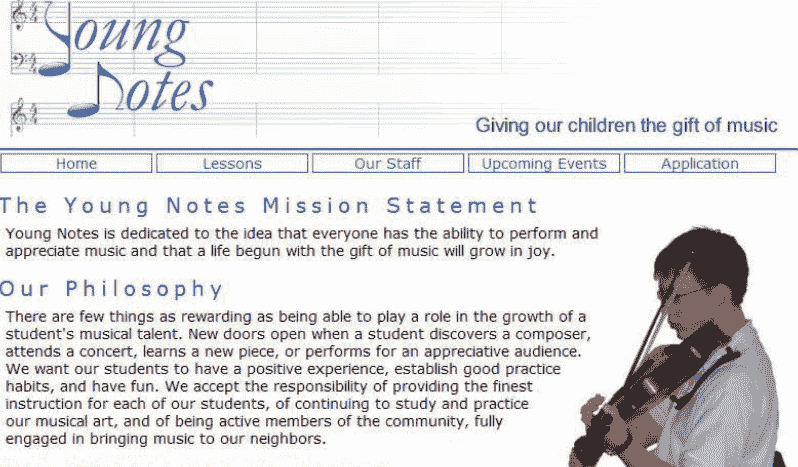 Young
Notes
Giving our children the gift of music
Home Lessons Our Staff Upcoming Events Application
The Young Notes Mission Statement
Young Notes is dedicated to the idea that everyone has the ability to perform and
appreciate music and that a life begun with the gift of music will grow in joy.
Our Philosophy
There are few things as rewarding as being able to play a role in the growth of a
student's musical talent. New doors open when a student discovers a composer,
attends a concert, learns a new piece, or performs for an appreciative audience.
We want our students to have a positive experience, establish good practice
habits, and have fun. We accept the responsibility of providing the finest
instruction for each of our students, of continuing to study and practice
our musical art, and of being active members of the community, fully
engaged in bringing music to our neighbors.